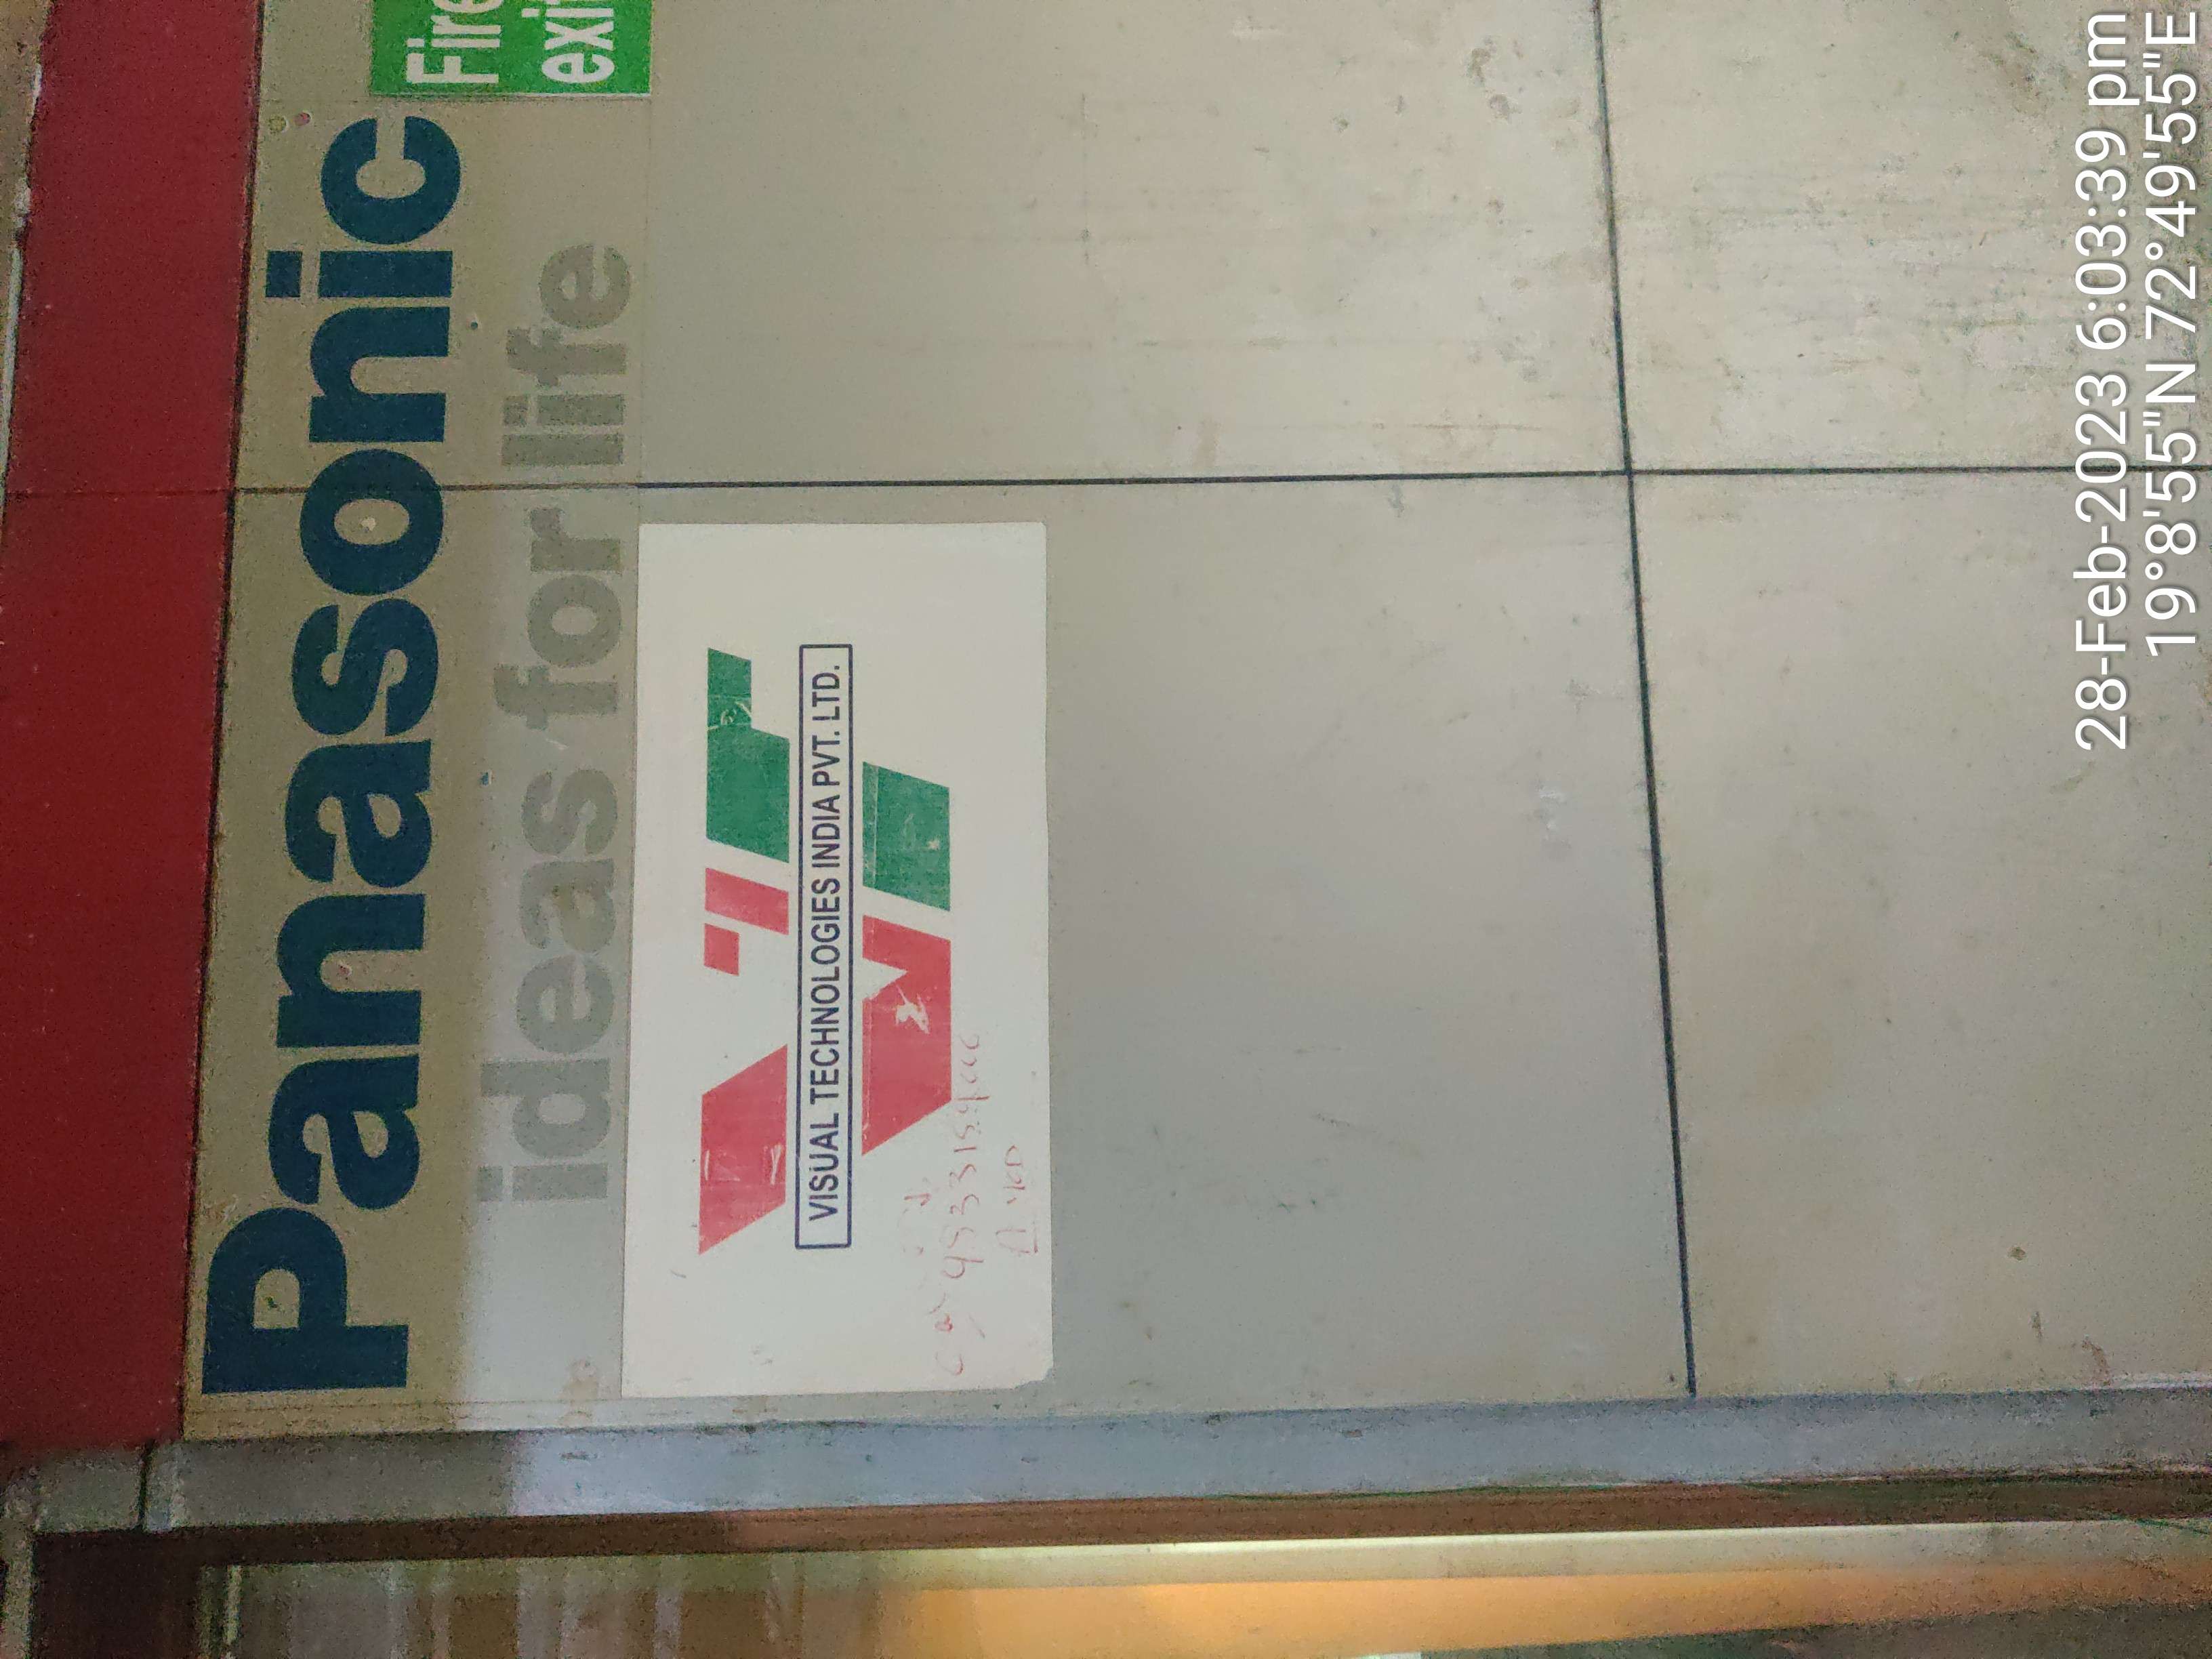 Fire
exit
Panasonic
ideas for life
VISUAL TECHNOLOGIES INDIA PVT. LTD.
28-Feb-2023 6:03:39 pm
19°8'55"N 72°49'55"E